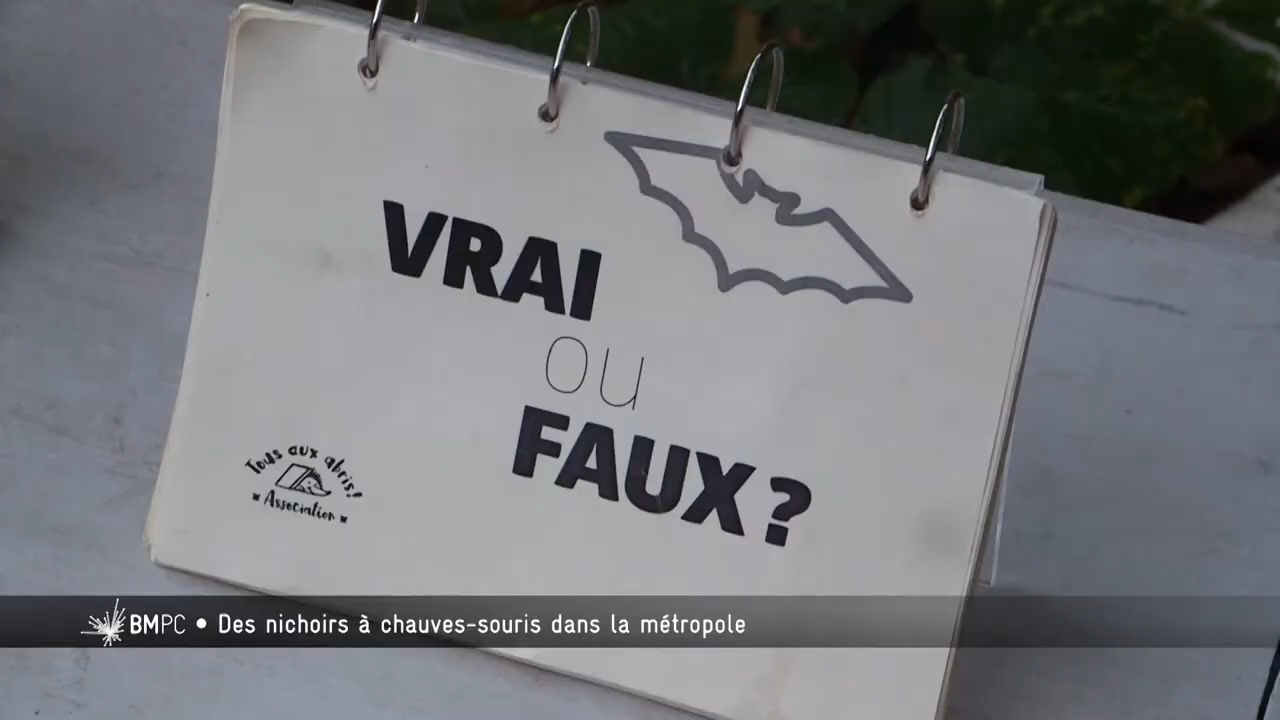 VRAI
ou
FAUX ?
Tous aux abris!
Association
BMPC • Des nichoirs à chauves-souris dans la métropole